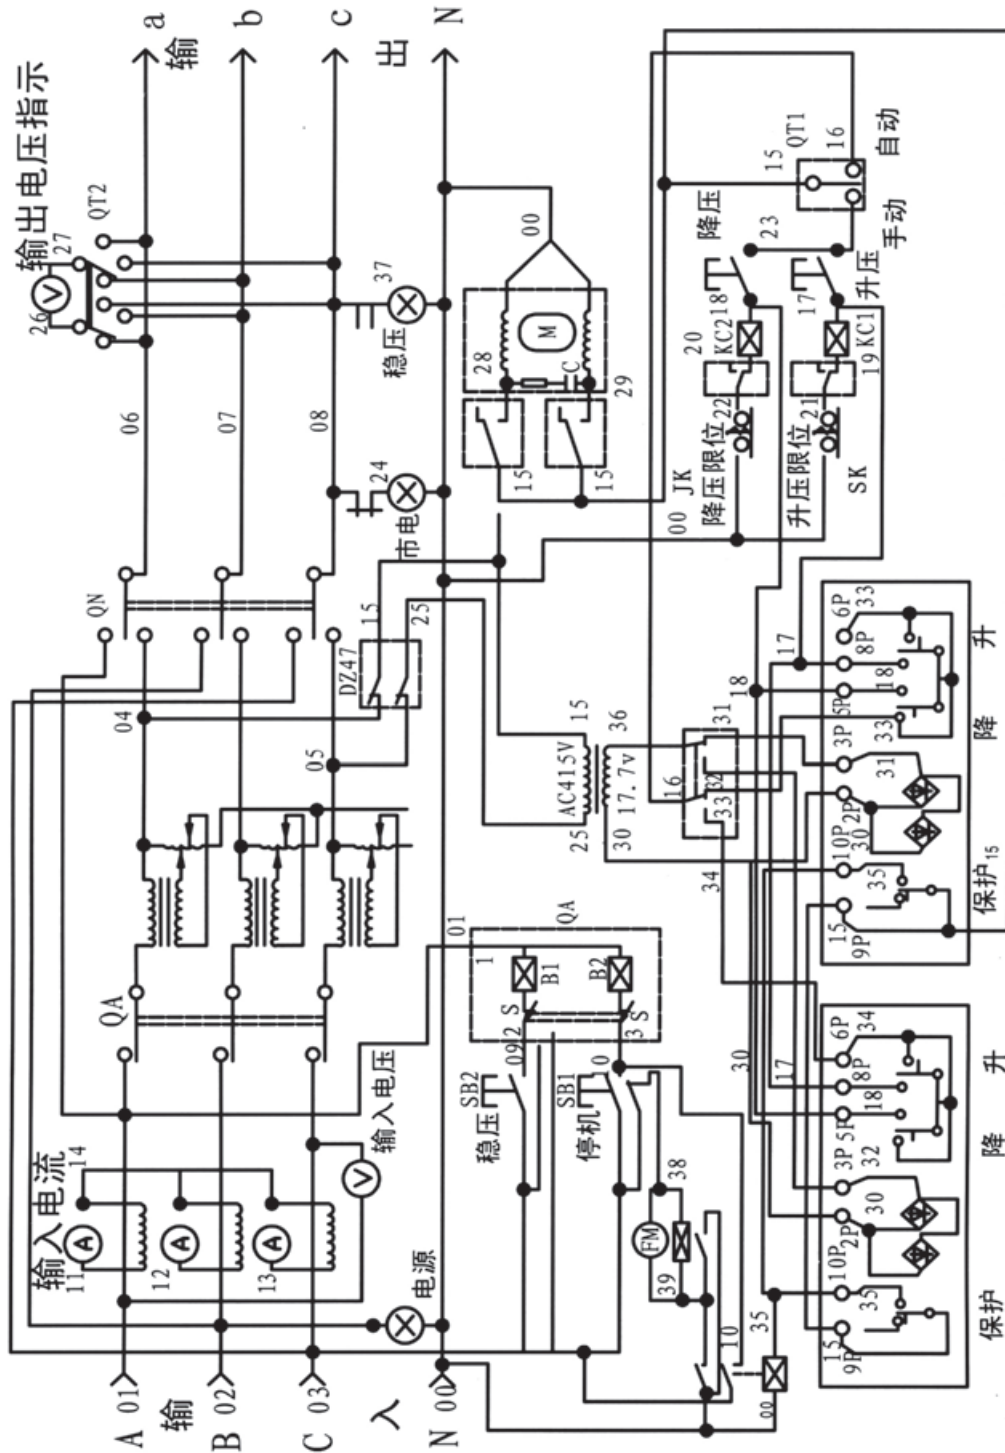 输出电压指示
a
b
c
N
输
出
V
26
27
QT2
06
07
08
稳压
37
市电
24
QN
04
05
DZ47
15
25
00
M
28
29
C
15
15
降压
23
15
QT1
16
自动
手动
升压
18
17
20
KC2
19
KC1
22
21
降压限位
升压限位
JK
SK
00
AC415V
15
25
36
17.7v
30
16
31
32
33
34
17
18
6P
33
8P
18
5P
33
3P
31
2P
30
10P
35
15
9P
升
降
保护
15
QA
01
QA
1
B1
B2
S
S
092
3
0
SB2
稳压
SB1
停机
输入电流
14
A
11
A
12
A
13
V
输入电压
电源
FM
38
39
10
35
00
30
17
6P
34
8P
18
5P
32
3P
30
2P
10P
35
15
9P
升
降
保护
A 01
输
B 02
C 03
入
N 00